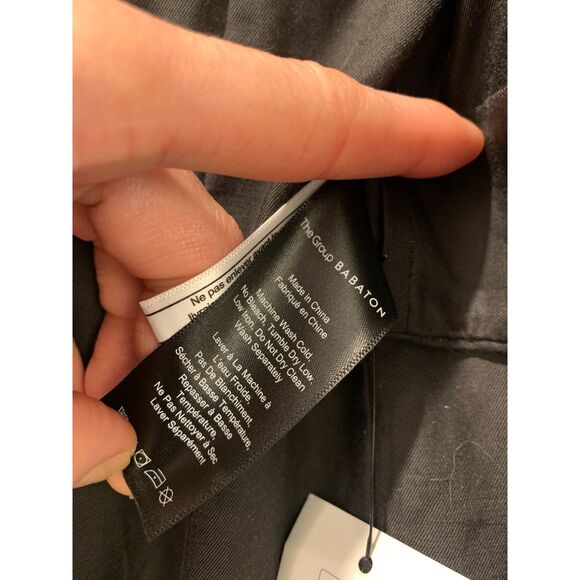 Ne pas enlever avant
The Group BABATON
Made in China
Fabriqué en Chine
Machine Wash Cold,
No Bleach, Tumble Dry Low,
Low Iron, Do Not Dry Clean
Wash Separately
Laver à La Machine à
L'eau Froide,
Pas De Blanchiment,
Sécher à Basse Température,
Repasser à Basse
Température,
Ne Pas Nettoyer à Sec
Laver Séparément